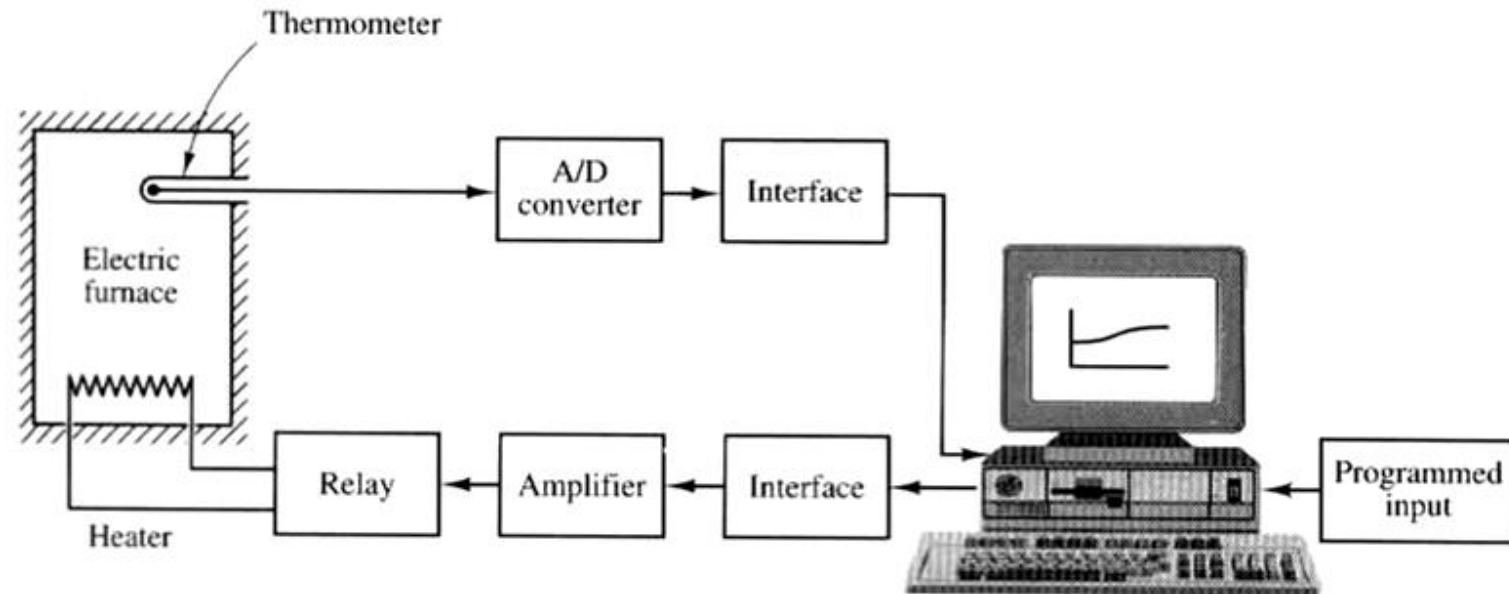 Thermometer
A/D
converter
Interface
Electric
furnace
Relay
Amplifier
Interface
Programmed
input
Heater